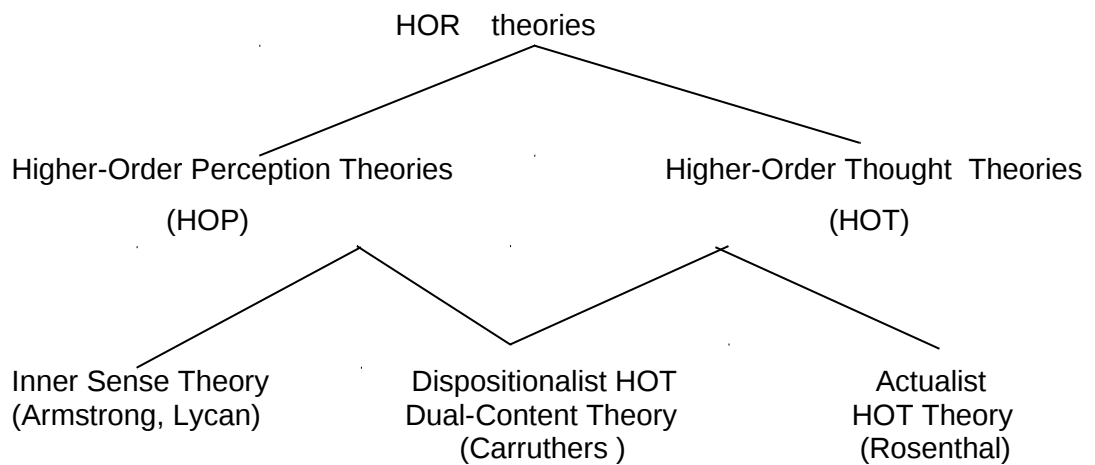 HOR theories
Higher-Order Perception Theories
(HOP)
Higher-Order Thought Theories
(HOT)
Inner Sense Theory
(Armstrong, Lycan)
Dispositionalist HOT
Dual-Content Theory
(Carruthers )
Actualist
HOT Theory
(Rosenthal)